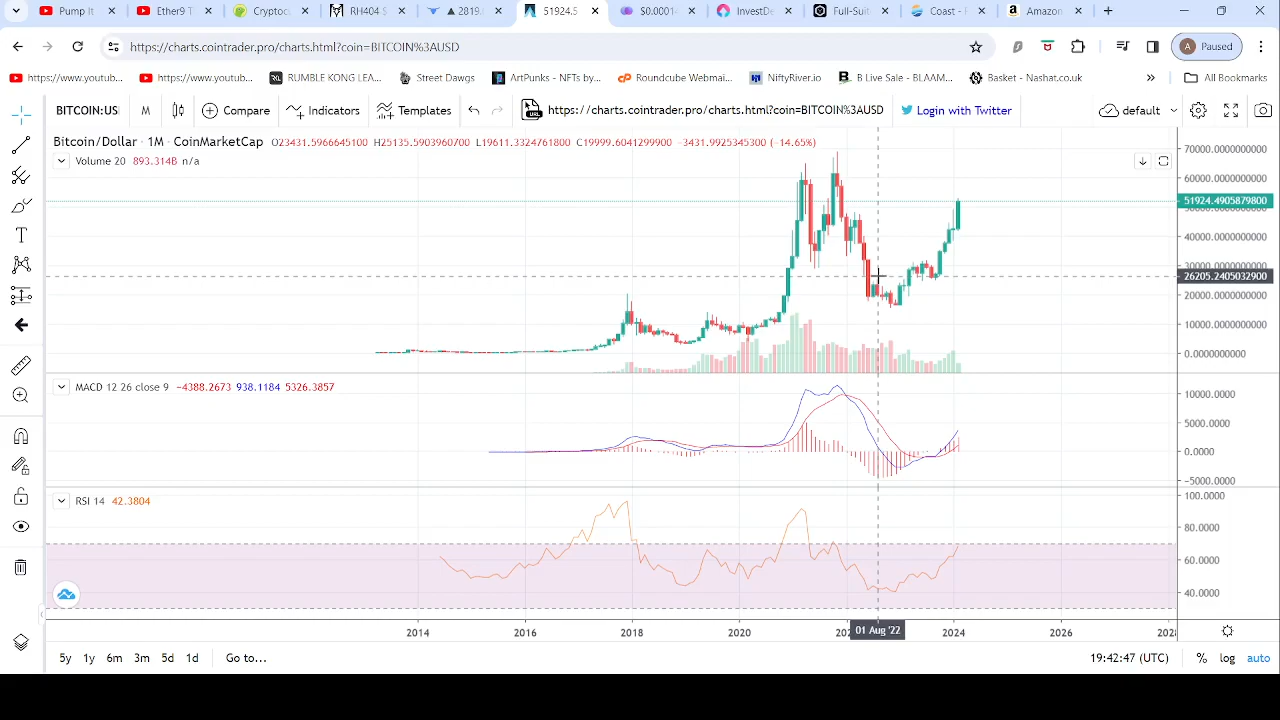 Pump It
Ether9 T
Cryptocu
RH404 S
▲ 28195
51924.5
$0.0001
InvestDe
Full-Suit
Coast - F
Amazon
https://charts.cointrader.pro/charts.html?coin=BITCOIN%3AUSD
A Paused
https://www.youtub...
https://www.youtub...
RUMBLE KONG LEA...
Street Dawgs
ArtPunks - NFTs by...
Roundcube Webmai...
NiftyRiver.io
B Live Sale - BLAAM...
Basket - Nashat.co.uk
»
All Bookmarks
BITCOIN:US
M
Compare
Indicators
Templates
URL
https://charts.cointrader.pro/charts.html?coin=BITCOIN%3AUSD
Login with Twitter
default
Bitcoin/Dollar · 1M · CoinMarketCap O23431.5966645100 H25135.5903960700 L19611.3324761800 C19999.6041299900 −3431.9925345300 (−14.65%)
Volume 20 893.314B n/a
70000.0000000000
60000.0000000000
51924.4905879800
40000.0000000000
30000.0000000000
26205.2405032900
20000.0000000000
10000.0000000000
0.0000000000
MACD 12 26 close 9 −4388.2673 938.1184 5326.3857
10000.0000
5000.0000
0.0000
−5000.0000
RSI 14 42.3804
100.0000
80.0000
60.0000
40.0000
2014
2016
2018
2020
01 Aug '22
2024
2026
5y 1y 6m 3m 5d 1d
Go to...
19:42:47 (UTC)
% log auto